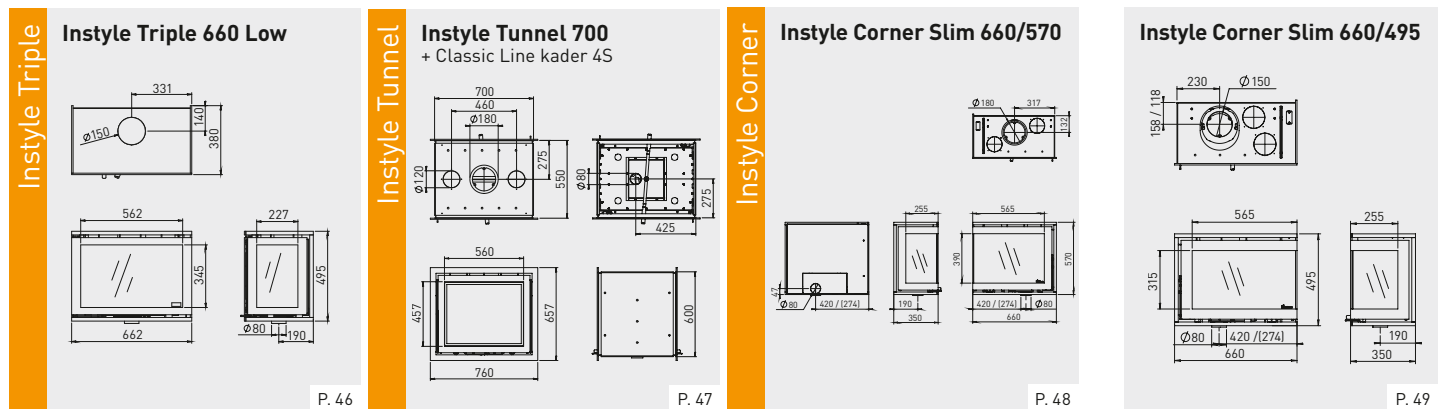 Instyle Triple
Instyle Triple 660 Low
331
Ø150
140
380
562
227
345
495
Ø80
190
662
P. 46
Instyle Tunnel
Instyle Tunnel 700
+ Classic Line kader 4S
700
460
Ø180
Ø120
275
550
Ø80
275
425
560
457
657
600
760
P. 47
Instyle Corner
Instyle Corner Slim 660/570
Ø180
317
132
255
565
390
570
47
Ø80
420 /(274)
190
420 /(274)
Ø80
350
660
P. 48
Instyle Corner Slim 660/495
230
Ø150
158 / 118
565
255
315
495
Ø80
420 /(274)
190
660
350
P. 49